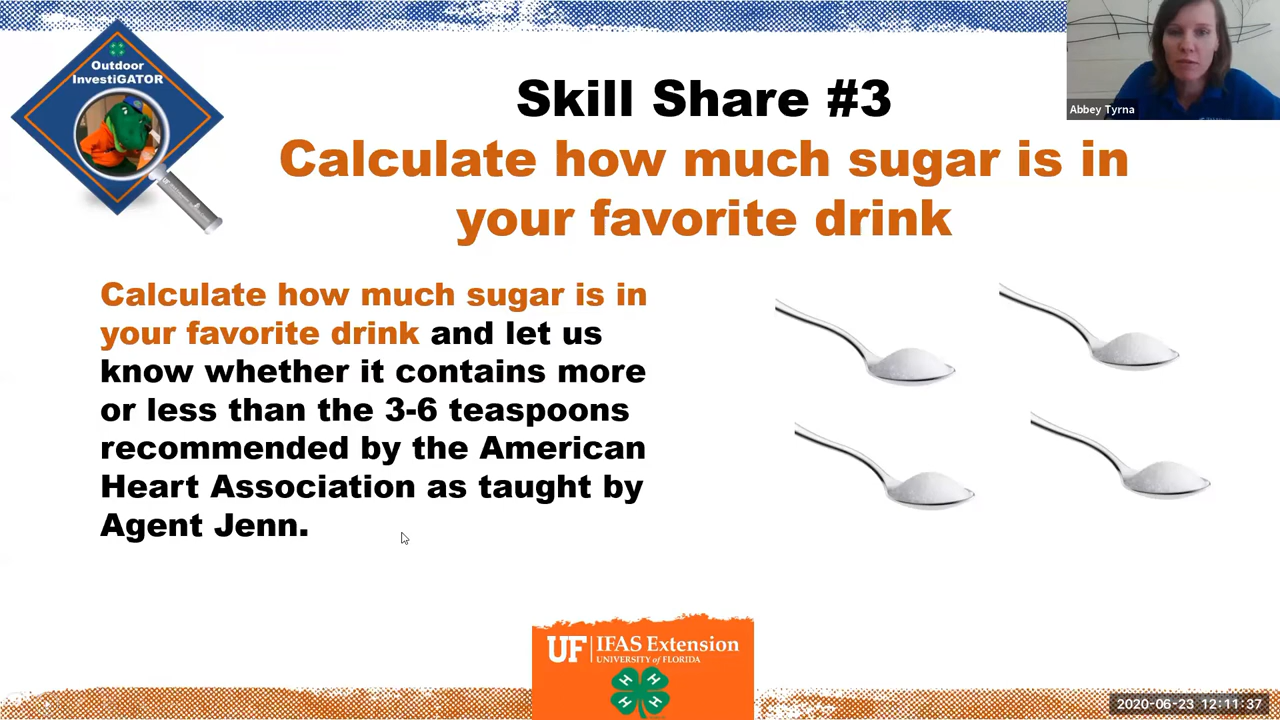 Outdoor
InvestiGATOR
Skill Share #3
Calculate how much sugar is in
your favorite drink
Abbey Tyrna
Calculate how much sugar is in
your favorite drink and let us
know whether it contains more
or less than the 3-6 teaspoons
recommended by the American
Heart Association as taught by
Agent Jenn.
UF IFAS Extension
UNIVERSITY of FLORIDA
H H
H H
2020-06-23 12:11:37